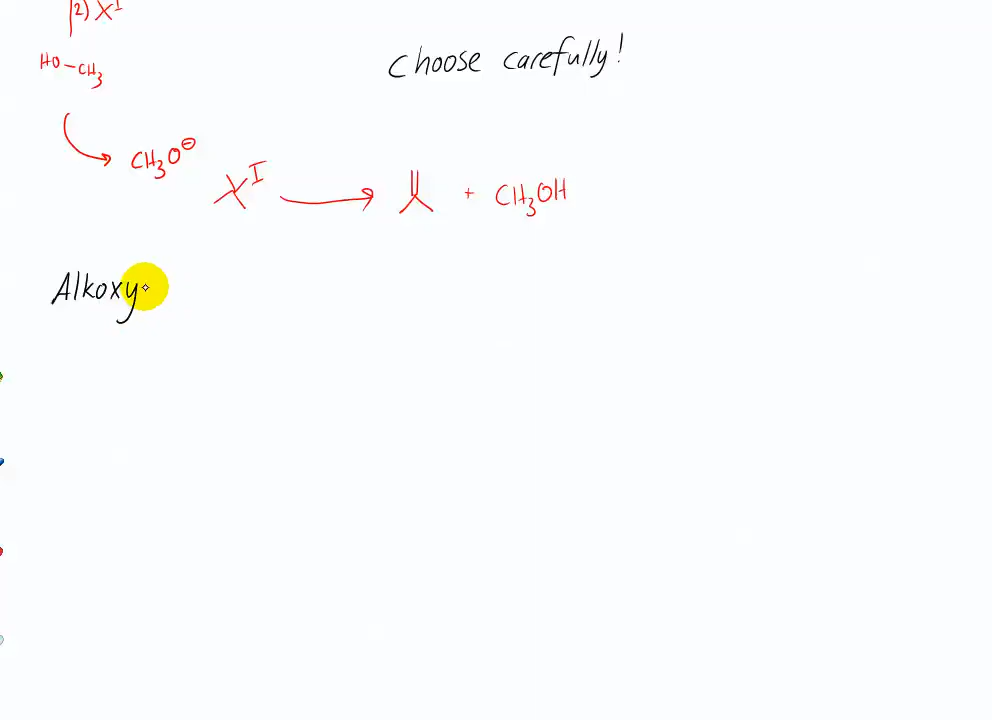 2) X I
HO-CH3
choose carefully!
CH3O⊖
I
+ CH3OH
Alkoxy